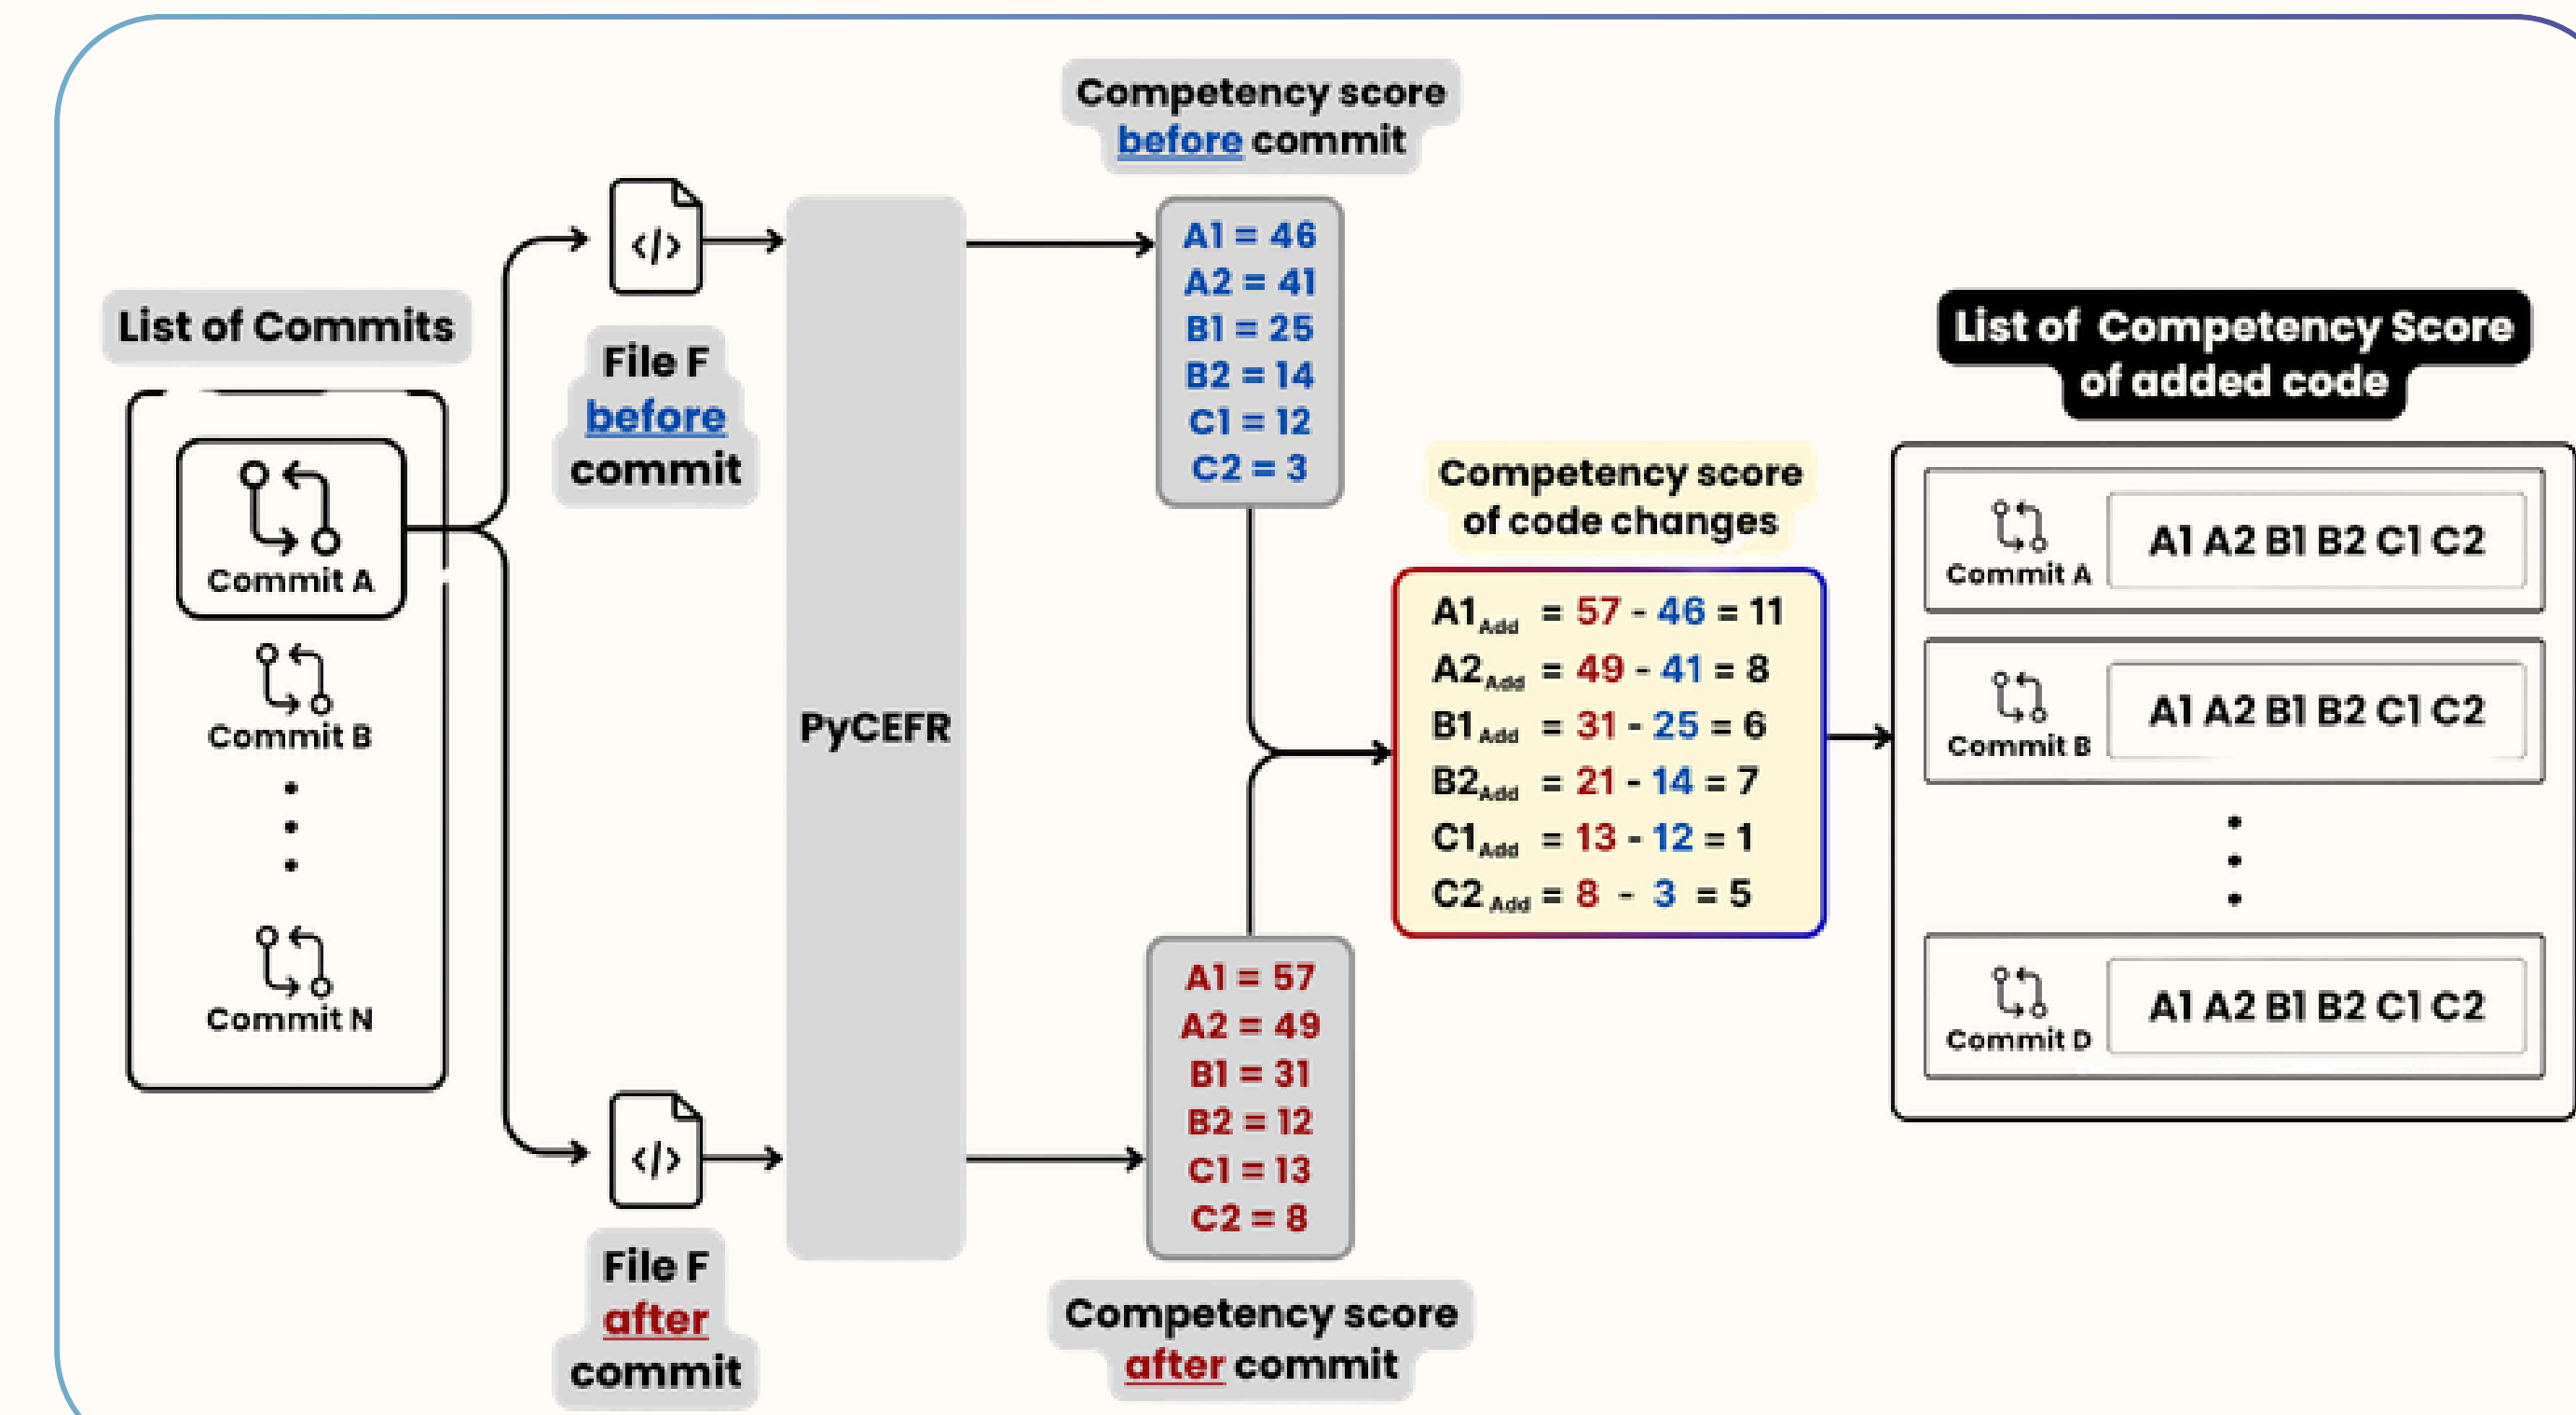 List of Commits
Commit A
Commit B
Commit N
</>
File F
before
commit
</>
File F
after
commit
PyCEFR
Competency score
before commit
A1 = 46
A2 = 41
B1 = 25
B2 = 14
C1 = 12
C2 = 3
A1 = 57
A2 = 49
B1 = 31
B2 = 12
C1 = 13
C2 = 8
Competency score
after commit
Competency score
of code changes
A1Add = 57 - 46 = 11
A2Add = 49 - 41 = 8
B1Add = 31 - 25 = 6
B2Add = 21 - 14 = 7
C1Add = 13 - 12 = 1
C2 Add = 8 - 3 = 5
List of Competency Score
of added code
Commit A
A1 A2 B1 B2 C1 C2
Commit B
A1 A2 B1 B2 C1 C2
Commit D
A1 A2 B1 B2 C1 C2